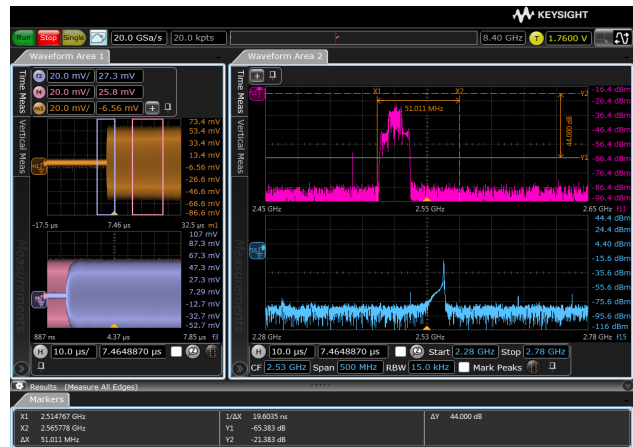 KEYSIGHT
Run Stop Single 20.0 GSa/s 20.0 kpts 8.40 GHz T 1.7600 V
Waveform Area 1
f3 20.0 mV/ 27.3 mV
f4 20.0 mV/ 25.8 mV
m1 20.0 mV/ -6.56 mV +
Time Meas
Vertical Meas
Measurements
73.4 mV
53.4 mV
33.4 mV
13.4 mV
-6.56 mV
-26.6 mV
-46.6 mV
-66.6 mV
-86.6 mV
-17.5 µs 7.46 µs 32.5 µs m1
107 mV
87.3 mV
67.3 mV
47.3 mV
27.3 mV
7.29 mV
-12.7 mV
-32.7 mV
-52.7 mV
887 ns 4.37 µs 7.85 µs f3
H 10.0 µs/ 7.4648870 µs
Waveform Area 2
+
Time Meas
Vertical Meas
Measurements
X1 X2
51.011 MHz
44.000 dB
Y2
Y1
-16.4 dBm
-26.4 dBm
-36.4 dBm
-46.4 dBm
-56.4 dBm
-66.4 dBm
-76.4 dBm
-86.4 dBm
-96.4 dBm
2.45 GHz 2.55 GHz 2.65 GHz f11
44.4 dBm
24.4 dBm
4.40 dBm
-15.6 dBm
-35.6 dBm
-55.6 dBm
-75.6 dBm
-95.6 dBm
-116 dBm
2.28 GHz 2.53 GHz 2.78 GHz f15
H 10.0 µs/ 7.4648870 µs Start 2.28 GHz Stop 2.78 GHz
CF 2.53 GHz Span 500 MHz RBW 15.0 kHz Mark Peaks
Results (Measure All Edges)
Markers
X1 2.514767 GHz 1/ΔX 19.6035 ns ΔY 44.000 dB
X2 2.565778 GHz Y1 -65.383 dB
ΔX 51.011 MHz Y2 -21.383 dB